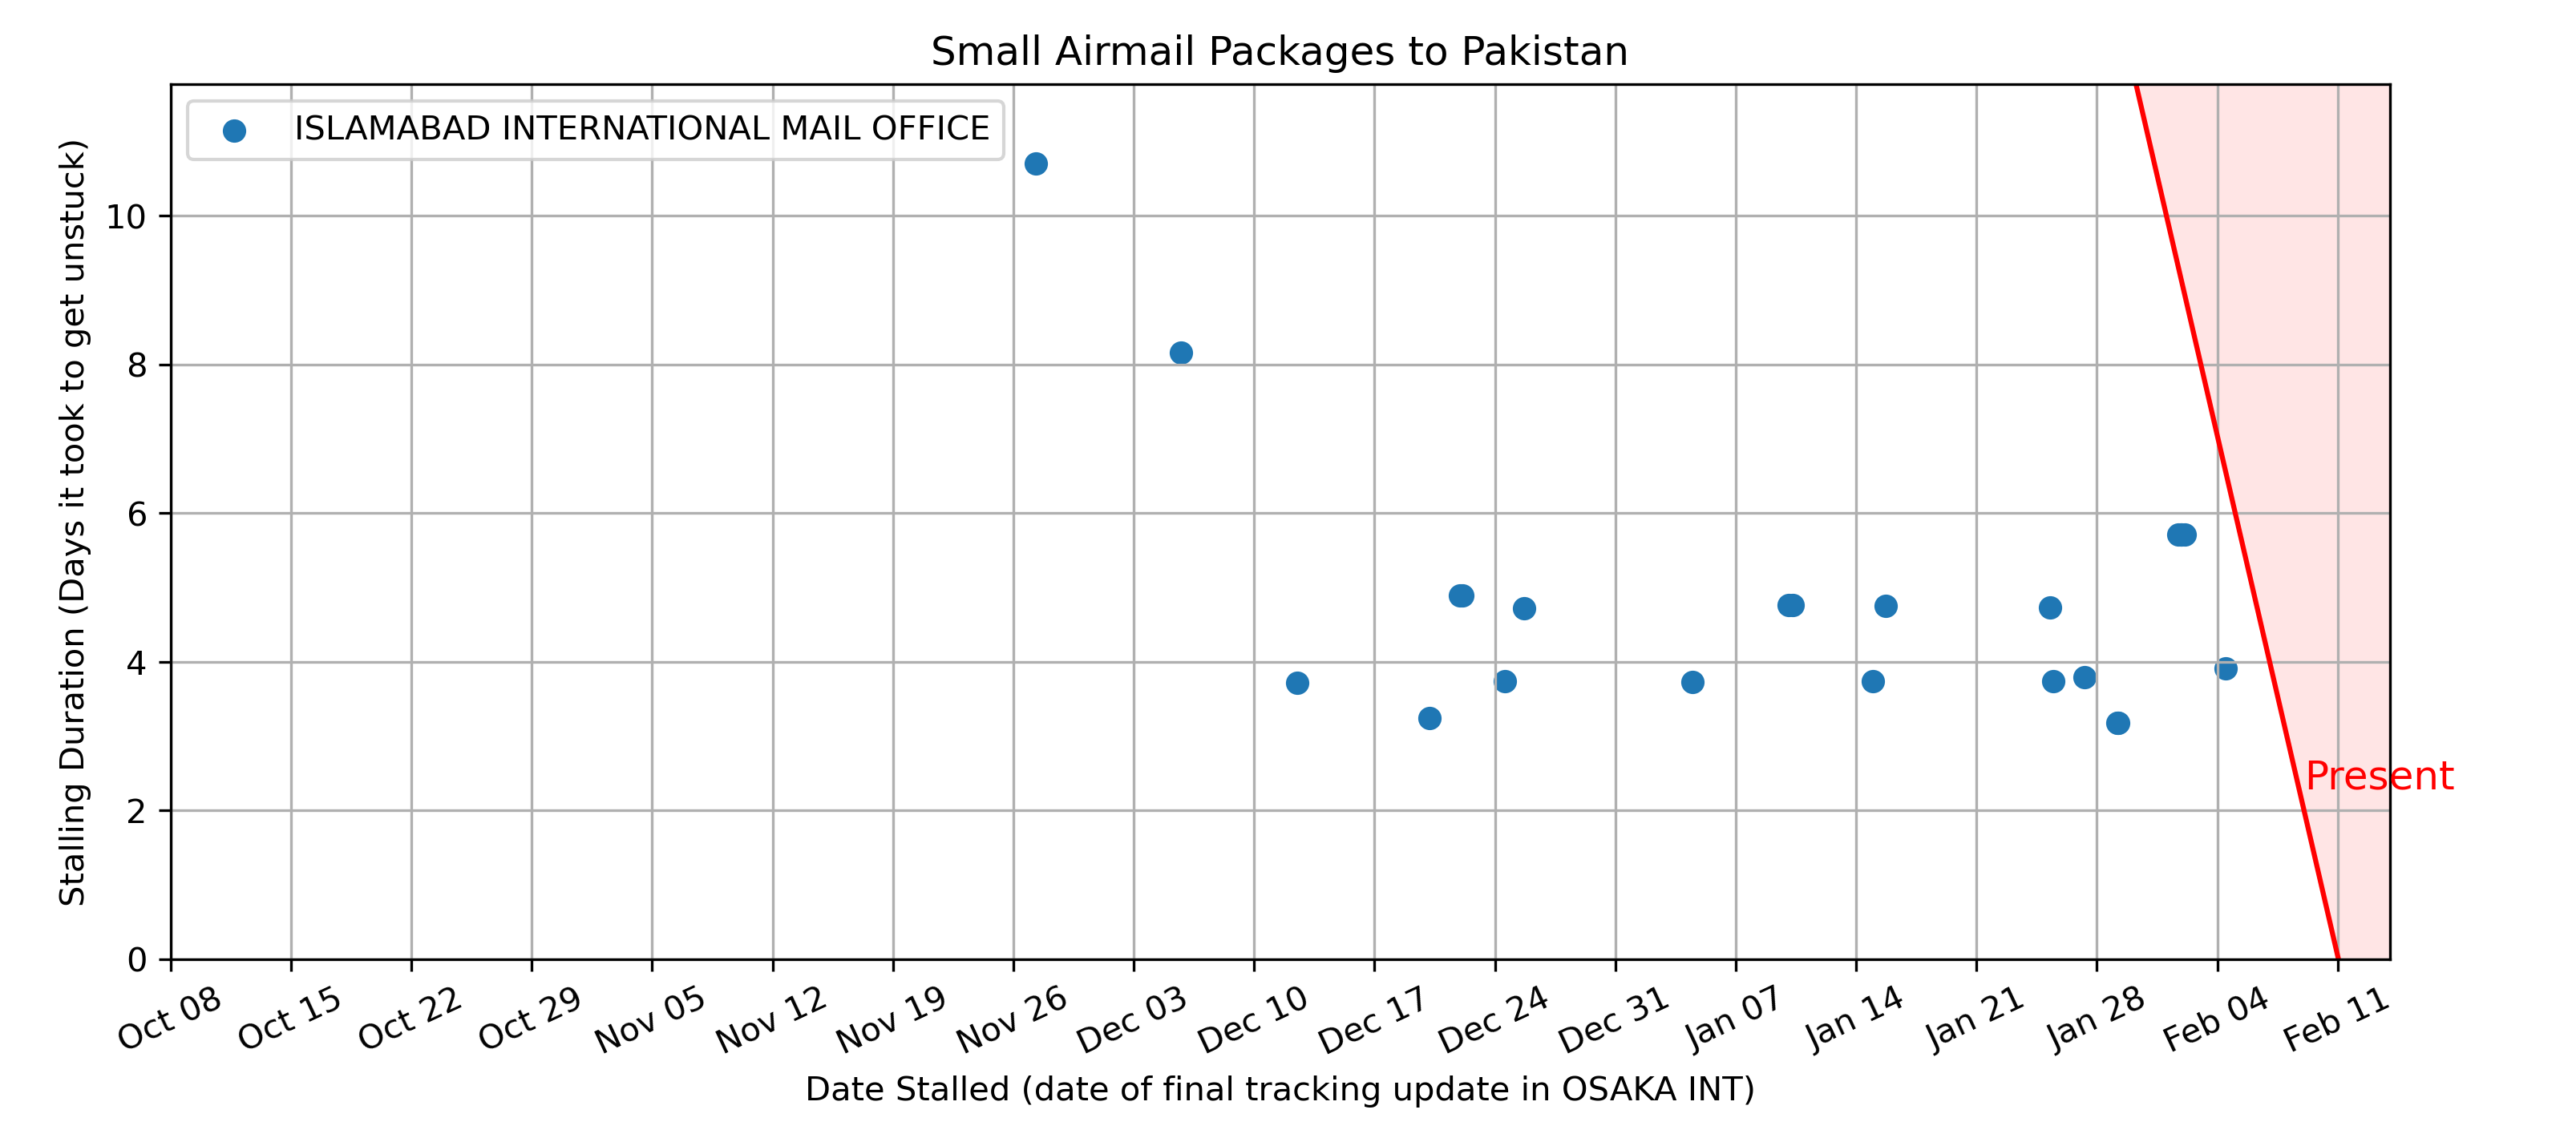 Small Airmail Packages to Pakistan
ISLAMABAD INTERNATIONAL MAIL OFFICE
Stalling Duration (Days it took to get unstuck)
10
8
6
4
2
0
Present
Oct 08 Oct 15 Oct 22 Oct 29 Nov 05 Nov 12 Nov 19 Nov 26 Dec 03 Dec 10 Dec 17 Dec 24 Dec 31 Jan 07 Jan 14 Jan 21 Jan 28 Feb 04 Feb 11
Date Stalled (date of final tracking update in OSAKA INT)